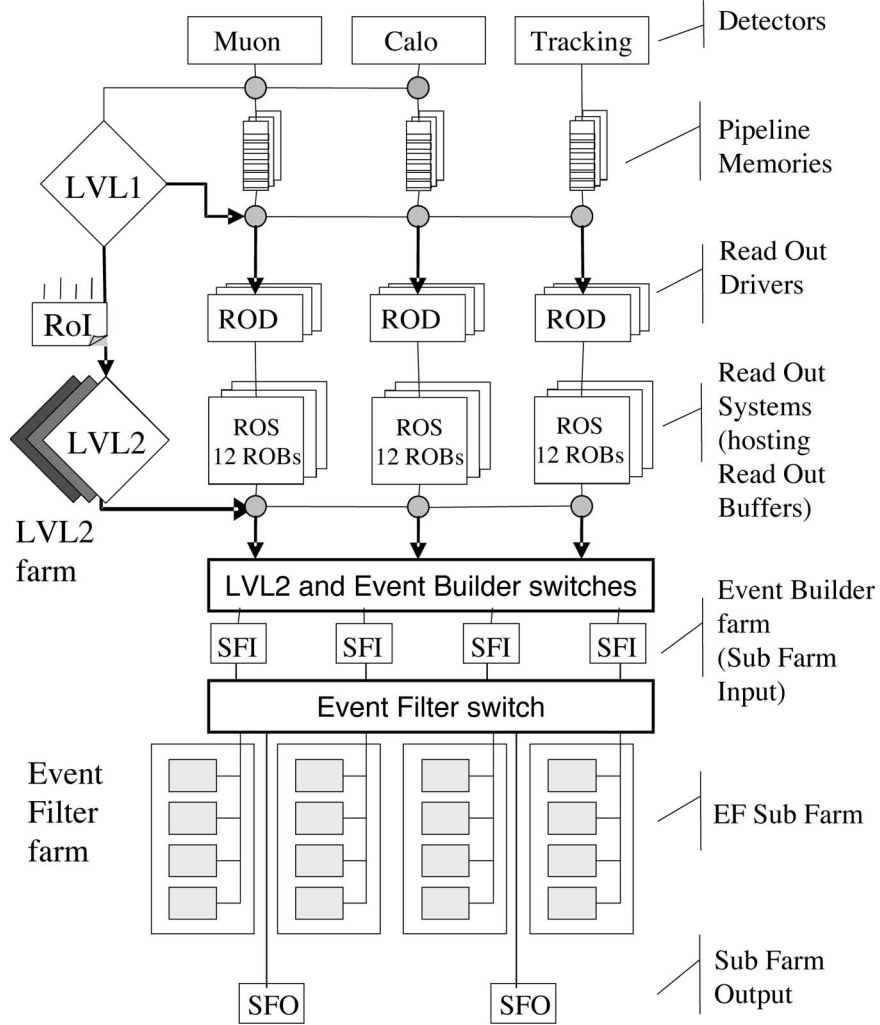 Muon
Calo
Tracking
Detectors
Pipeline
Memories
LVL1
Read Out
Drivers
RoI
ROD
ROD
ROD
Read Out
Systems
(hosting
Read Out
Buffers)
LVL2
ROS
12 ROBs
ROS
12 ROBs
ROS
12 ROBs
LVL2
farm
LVL2 and Event Builder switches
Event Builder
farm
(Sub Farm
Input)
SFI
SFI
SFI
SFI
Event Filter switch
Event
Filter
farm
EF Sub Farm
Sub Farm
Output
SFO
SFO